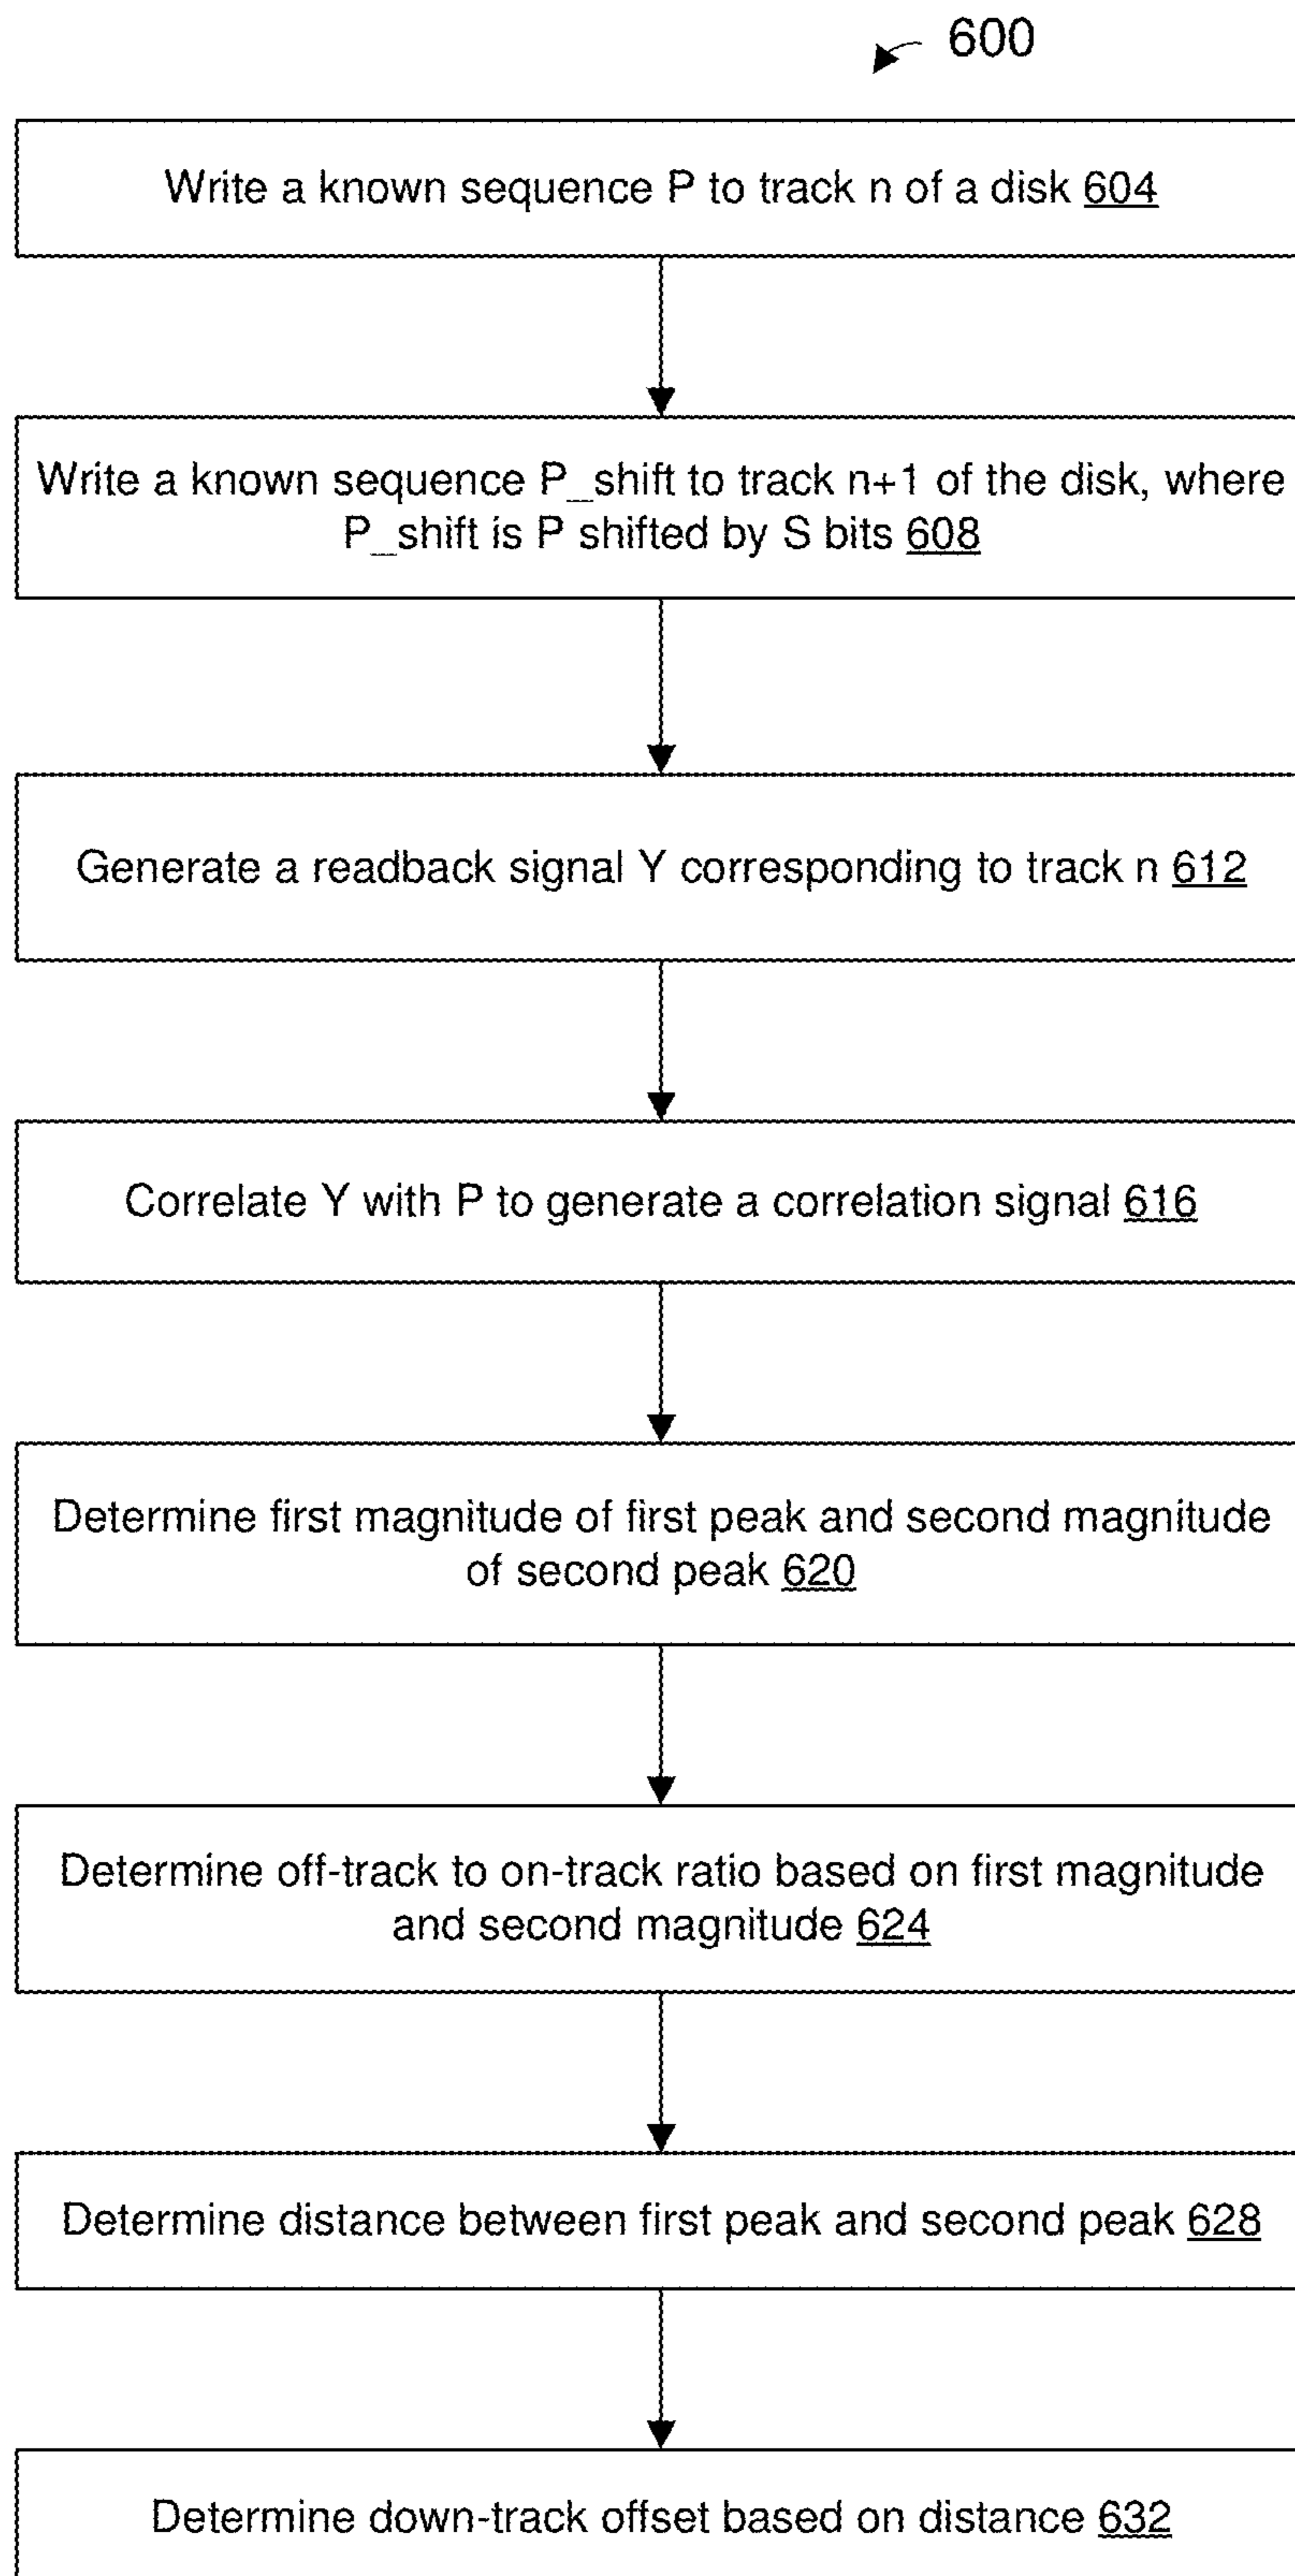 600
Write a known sequence P to track n of a disk 604
Write a known sequence P_shift to track n+1 of the disk, where
P_shift is P shifted by S bits 608
Generate a readback signal Y corresponding to track n 612
Correlate Y with P to generate a correlation signal 616
Determine first magnitude of first peak and second magnitude
of second peak 620
Determine off-track to on-track ratio based on first magnitude
and second magnitude 624
Determine distance between first peak and second peak 628
Determine down-track offset based on distance 632